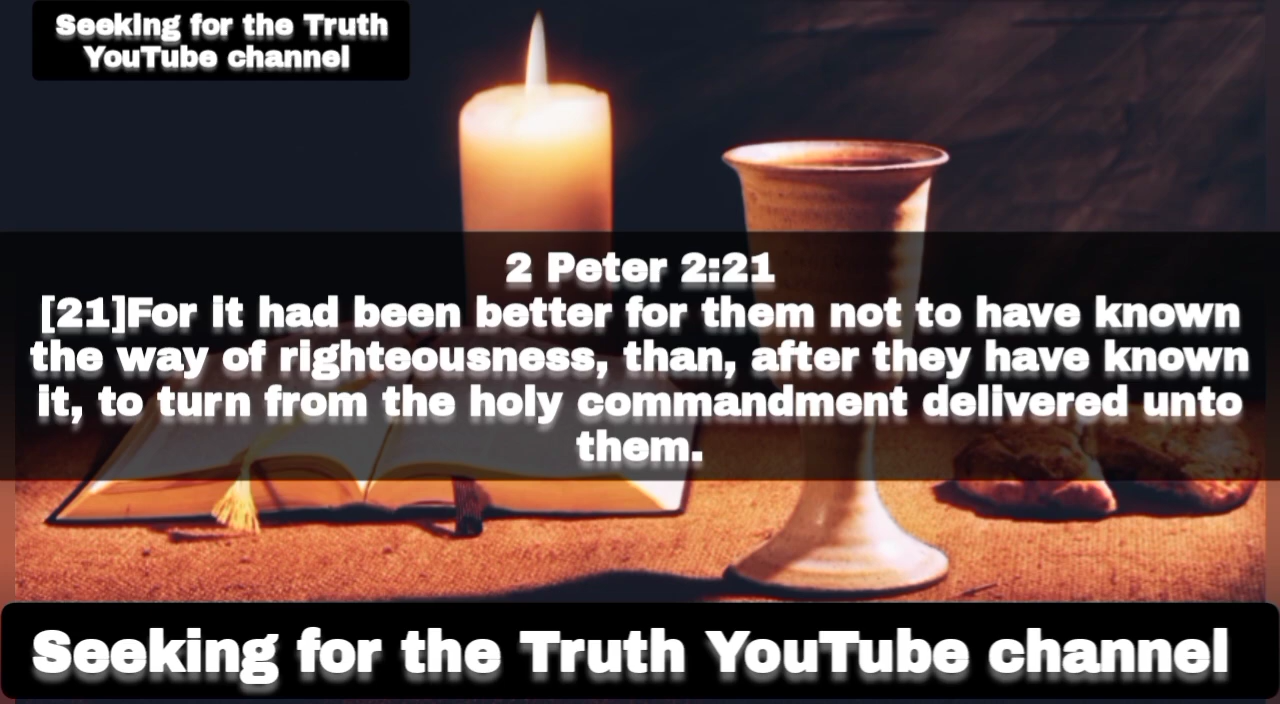 Seeking for the Truth
YouTube channel
2 Peter 2:21
[21]For it had been better for them not to have known
the way of righteousness, than, after they have known
it, to turn from the holy commandment delivered unto
them.
Seeking for the Truth YouTube channel